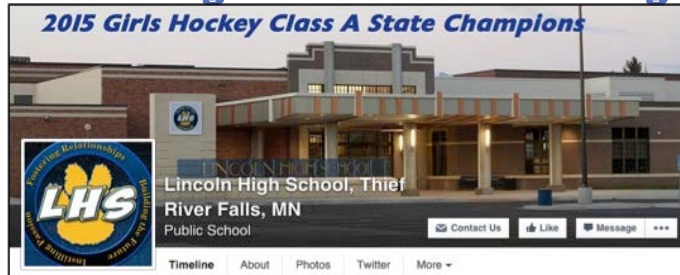 2015 Girls Hockey Class A State Champions
LINCOLN HIGH SCHOOL
Fostering Relationships
Building the Future
Instilling Passion
LHS
Lincoln High School, Thief
River Falls, MN
Public School
Contact Us
Like
Message
Timeline About Photos Twitter More